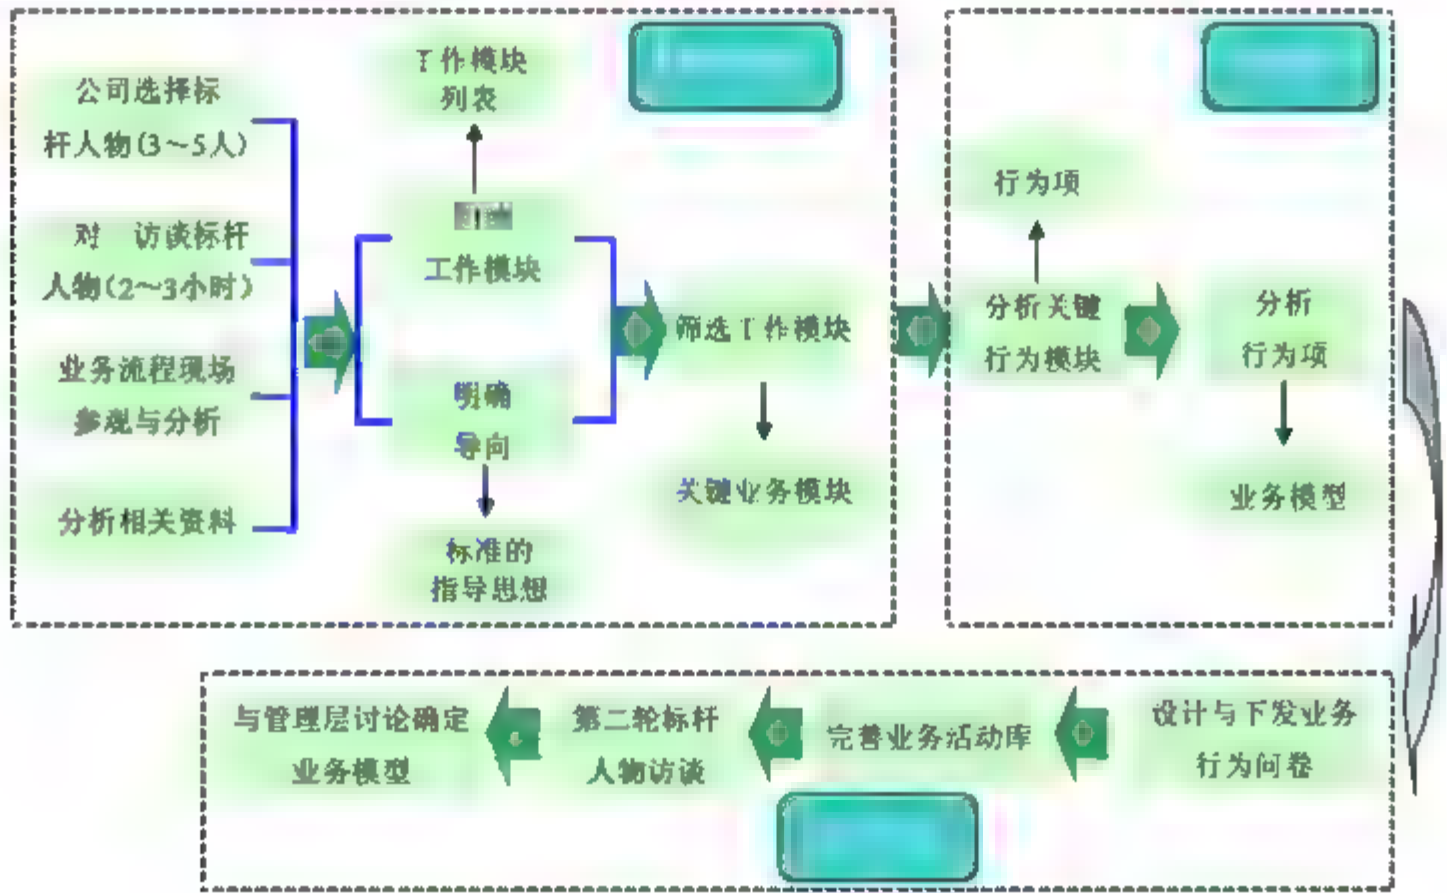 公司选择标
杆人物(3～5人)
对 访谈标杆
人物(2～3小时)
业务流程现场
参观与分析
分析相关资料
工作模块
列表
工作模块
明确
导向
标准的
指导思想
筛选工作模块
关键业务模块
行为项
分析关键
行为模块
分析
行为项
业务模型
设计与下发业务
行为问卷
完善业务活动库
第二轮标杆
人物访谈
与管理层讨论确定
业务模型